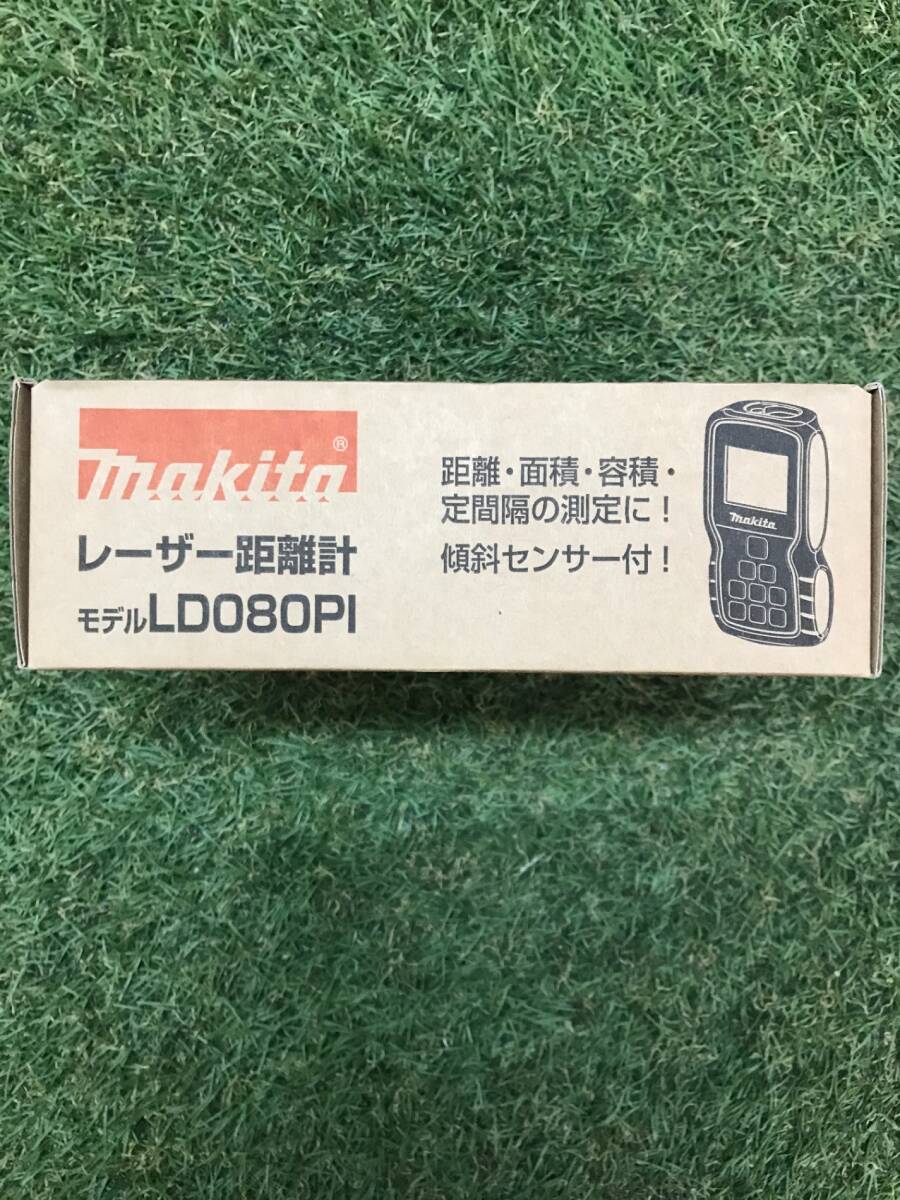 makita®
レーザー距離計
モデルLD080PI
距離・面積・容積・
定間隔の測定に！
傾斜センサー付！
makita